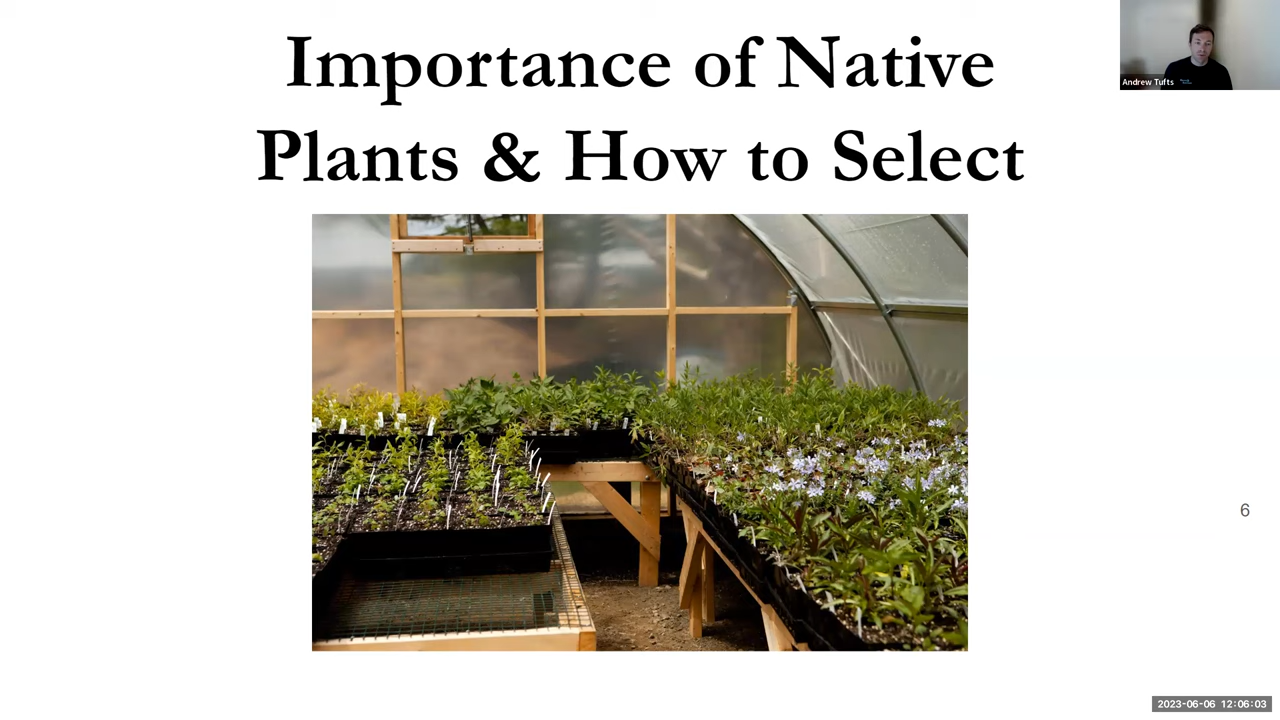 Importance of Native
Plants & How to Select
Andrew Tufts
6
2023-06-06 12:06:03